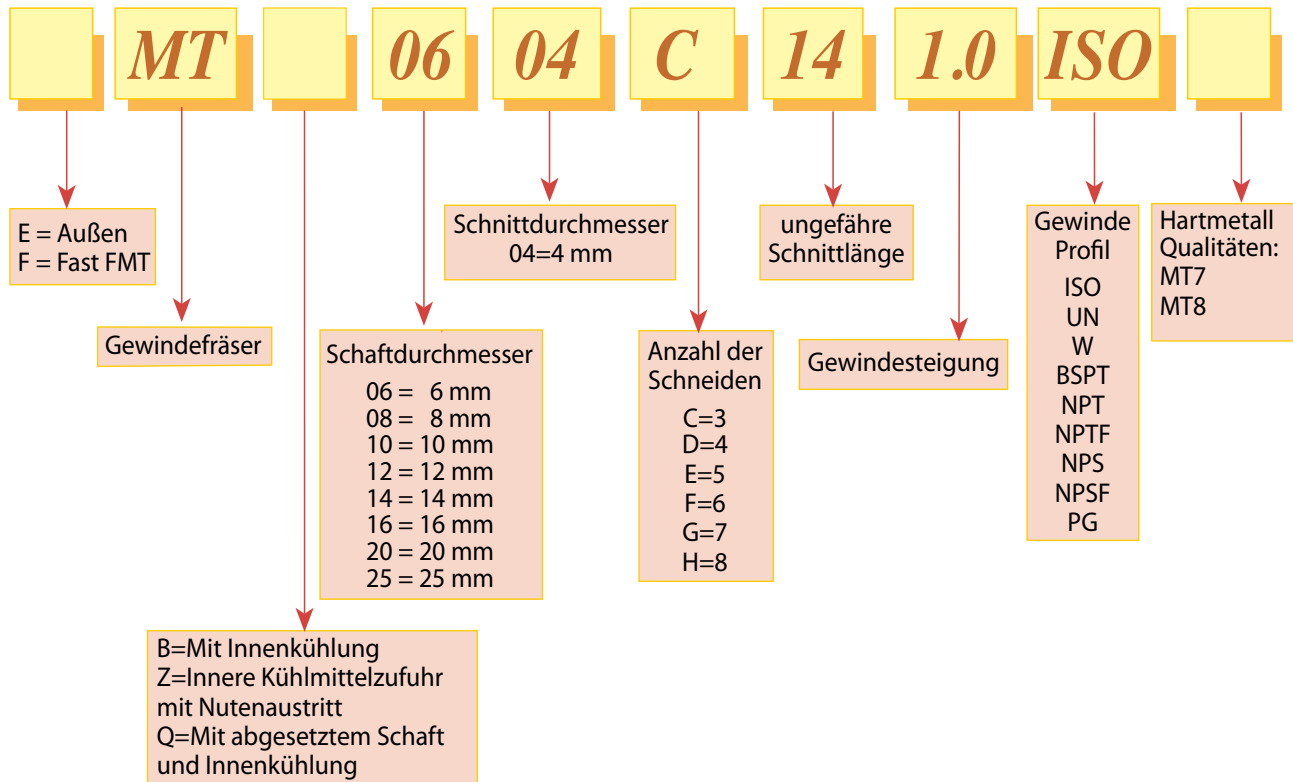 MT 06 04 C 14 1.0 ISO
E = Außen
F = Fast FMT
Gewindefräser
B=Mit Innenkühlung
Z=Innere Kühlmittelzufuhr
mit Nutenaustritt
Q=Mit abgesetztem Schaft
und Innenkühlung
Schaftdurchmesser
06 = 6 mm
08 = 8 mm
10 = 10 mm
12 = 12 mm
14 = 14 mm
16 = 16 mm
20 = 20 mm
25 = 25 mm
Schnittdurchmesser
04=4 mm
Anzahl der
Schneiden
C=3
D=4
E=5
F=6
G=7
H=8
ungefähre
Schnittlänge
Gewindesteigung
Gewinde
Profil
ISO
UN
W
BSPT
NPT
NPTF
NPS
NPSF
PG
Hartmetall
Qualitäten:
MT7
MT8